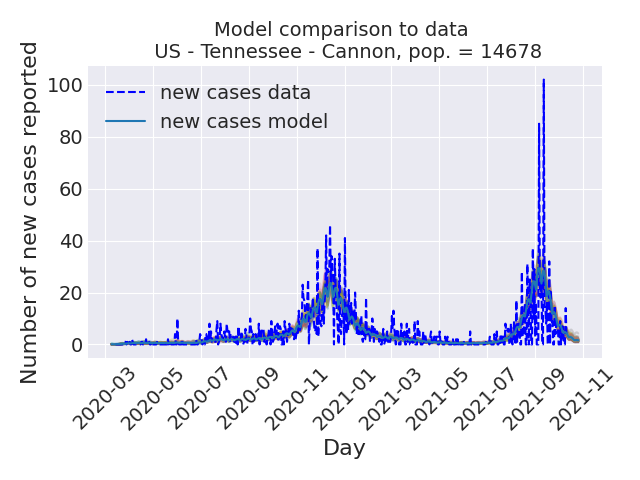 Model comparison to data
US - Tennessee - Cannon, pop. = 14678
Number of new cases reported
100
80
60
40
20
0
new cases data
new cases model
2020-03
2020-05
2020-07
2020-09
2020-11
2021-01
2021-03
2021-05
2021-07
2021-09
2021-11
Day